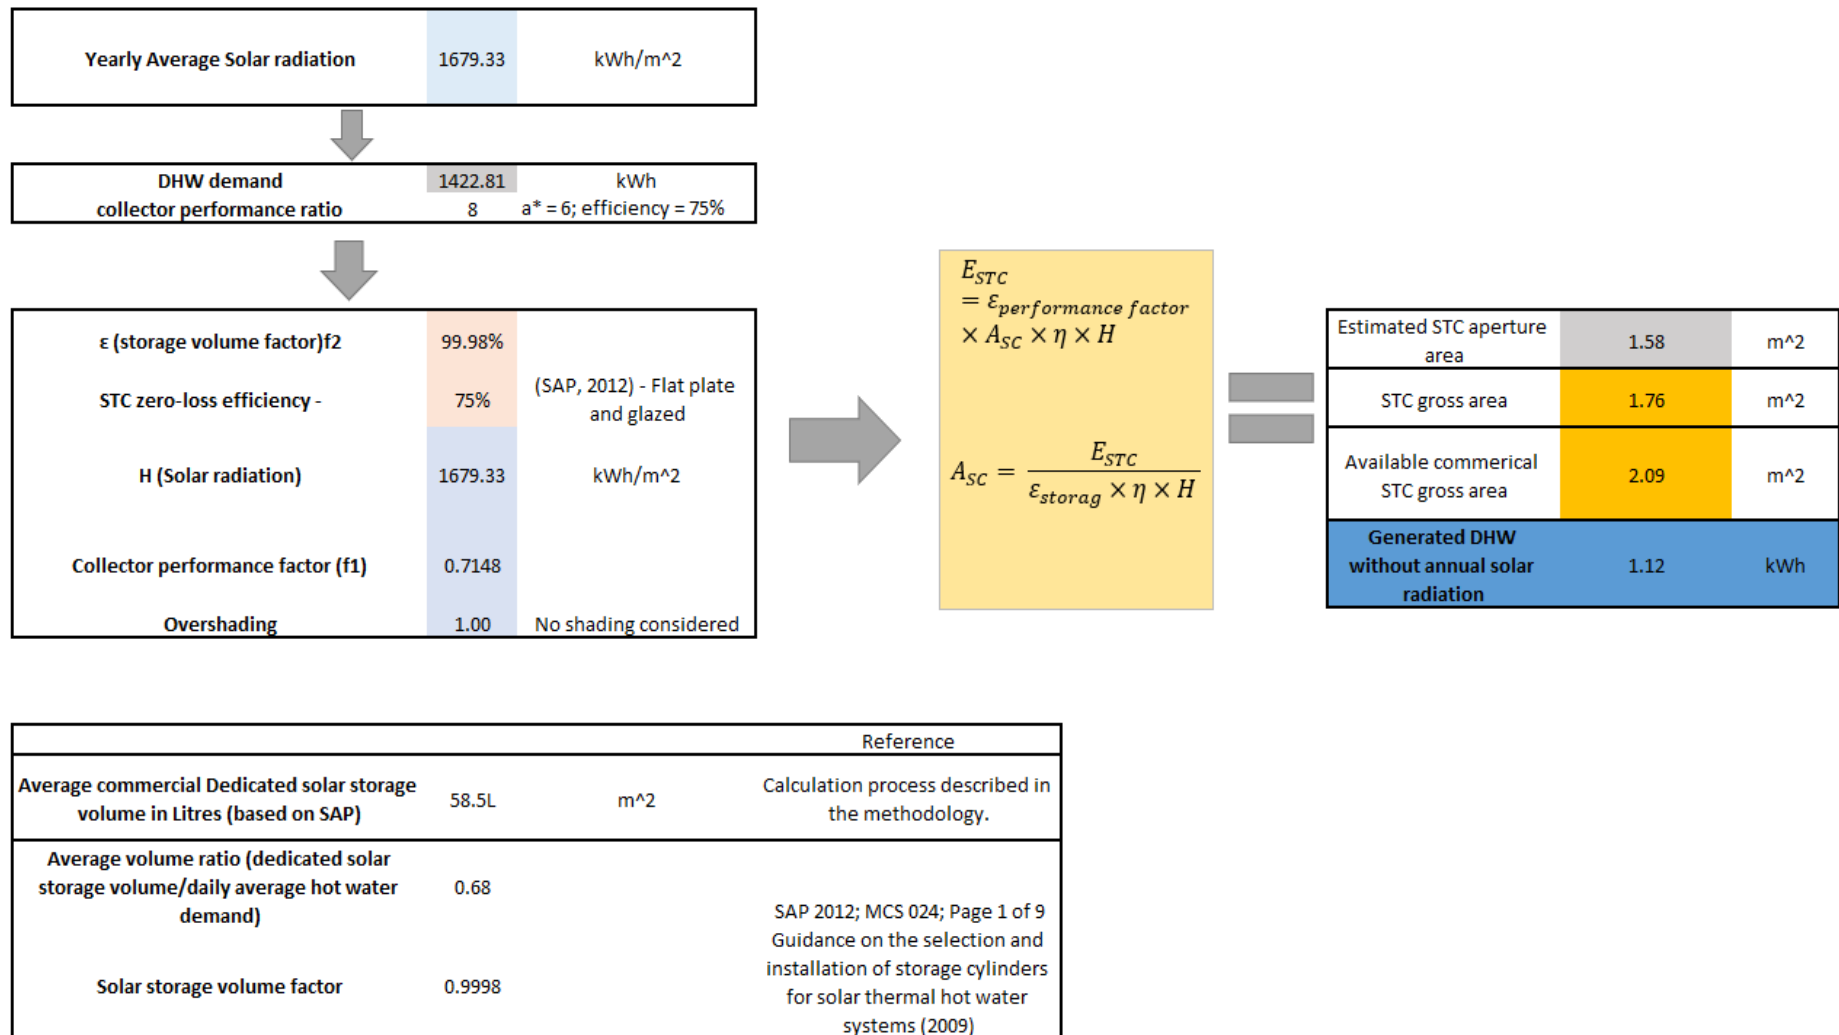 Yearly Average Solar radiation 1679.33 kWh/m^2
DHW demand 1422.81 kWh
collector performance ratio 8 a* = 6; efficiency = 75%
ε (storage volume factor)f2 99.98%
STC zero-loss efficiency - 75% (SAP, 2012) - Flat plate
and glazed
H (Solar radiation) 1679.33 kWh/m^2
Collector performance factor (f1) 0.7148
Overshading 1.00 No shading considered
E_STC
= ε_performance factor
× A_SC × η × H
A_SC = E_STC / ε_storag × η × H
Estimated STC aperture
area 1.58 m^2
STC gross area 1.76 m^2
Available commerical
STC gross area 2.09 m^2
Generated DHW
without annual solar 1.12 kWh
radiation
Reference
Average commercial Dedicated solar storage
volume in Litres (based on SAP) 58.5L m^2 Calculation process described in
the methodology.
Average volume ratio (dedicated solar
storage volume/daily average hot water 0.68
demand)
Solar storage volume factor 0.9998
SAP 2012; MCS 024; Page 1 of 9
Guidance on the selection and
installation of storage cylinders
for solar thermal hot water
systems (2009)